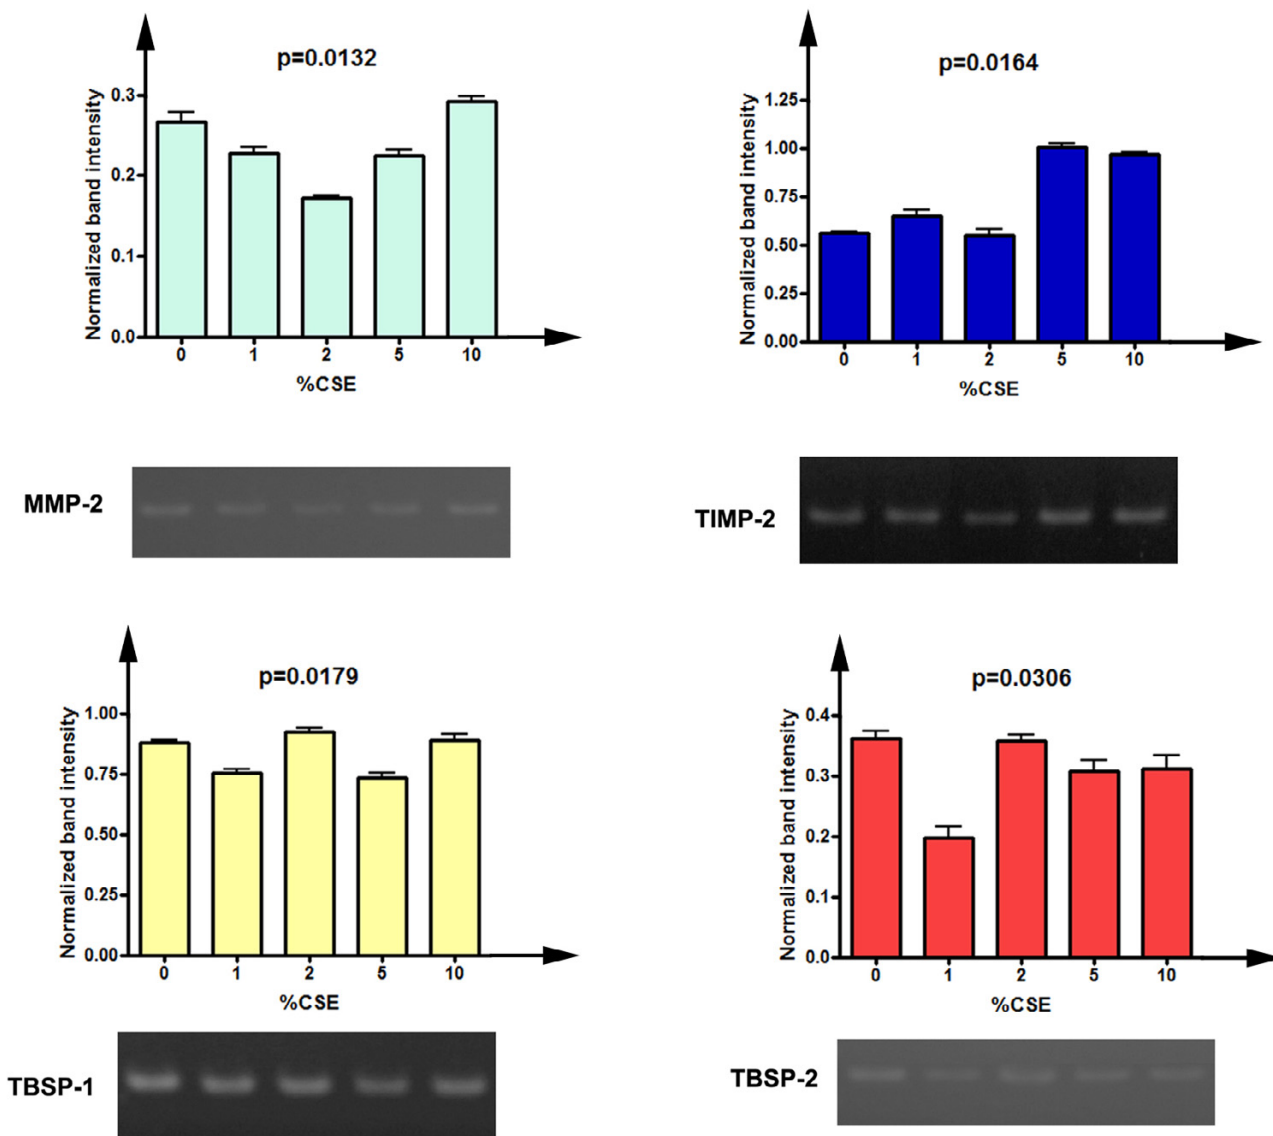 p=0.0132
Normalized band intensity
0.3
0.2
0.1
0.0
0 1 2 5 10
%CSE
MMP-2
p=0.0164
Normalized band intensity
1.25
1.00
0.75
0.50
0.25
0.00
0 1 2 5 10
%CSE
TIMP-2
p=0.0179
Normalized band intensity
1.00
0.75
0.50
0.25
0.00
0 1 2 5 10
%CSE
TBSP-1
p=0.0306
Normalized band intensity
0.4
0.3
0.2
0.1
0.0
0 1 2 5 10
%CSE
TBSP-2